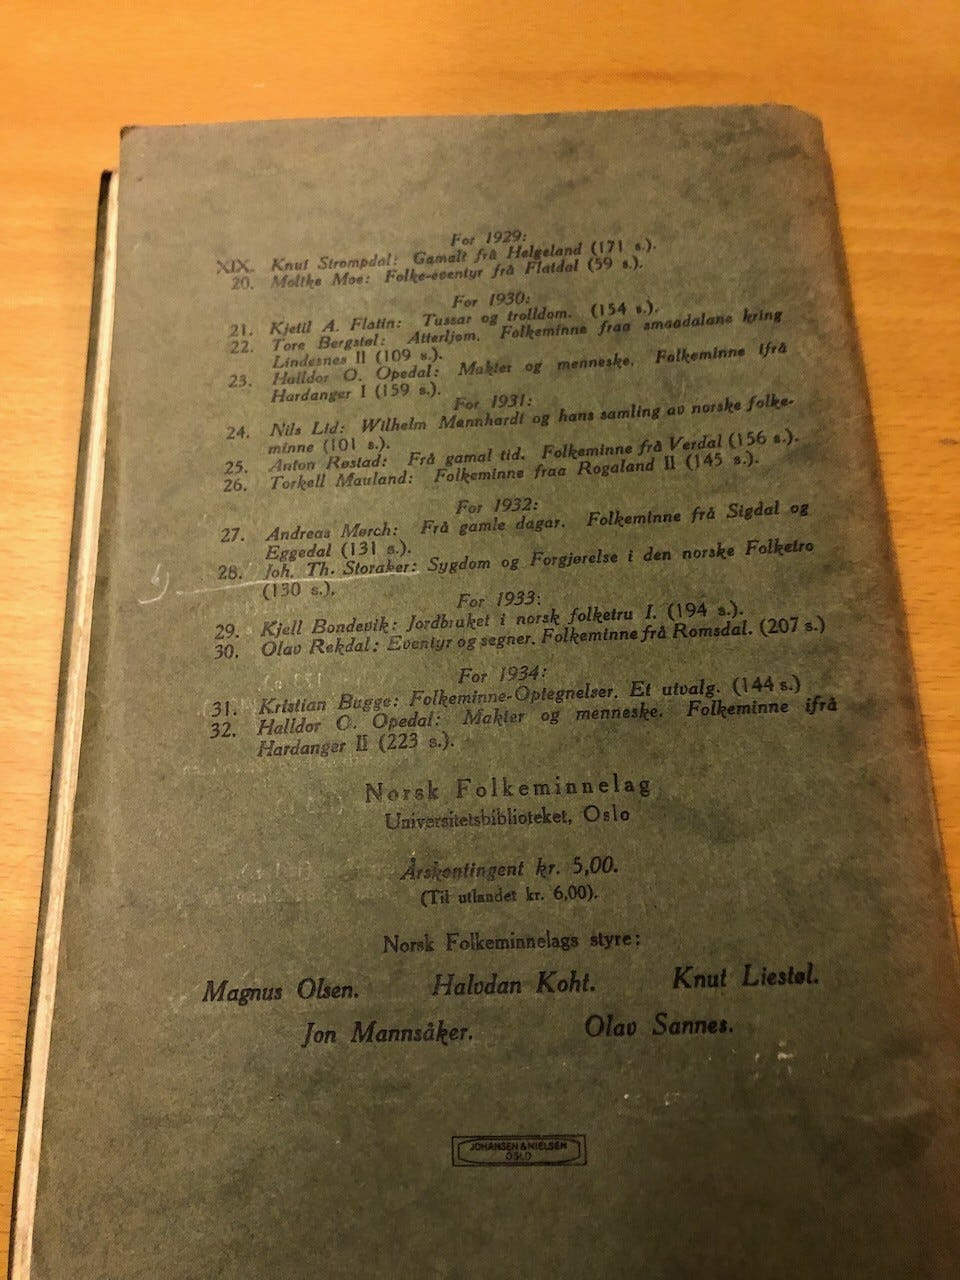 For 1929:
XIX. Knut Strompdal: Gamalt frå Helgeland (171 s.).
20. Moltke Moe: Folke-eventyr frå Flatdal (59 s.).
For 1930:
21. Kjetil A. Flatin: Tussar og trolldom. (154 s.).
22. Tore Bergstøl: Atterljom. Folkeminne fraa smaadalane kring
Lindesnes II (109 s.).
23. Halldor O. Opedal: Makter og menneske. Folkeminne ifrå
Hardanger I (159 s.).
For 1931:
24. Nils Lid: Wilhelm Mannhardt og hans samling av norske folke-
minne (101 s.).
25. Anton Røstad: Frå gamal tid. Folkeminne frå Verdal (156 s.).
26. Torkell Mauland: Folkeminne fraa Rogaland II (145 s.).
For 1932:
27. Andreas Mørch: Frå gamle dagar. Folkeminne frå Sigdal og
Eggedal (131 s.).
28. Joh. Th. Storaker: Sygdom og Forgjørelse i den norske Folketro
(130 s.).
For 1933:
29. Kjell Bondevik: Jordbruket i norsk folketru I. (194 s.).
30. Olav Rekdal: Eventyr og segner. Folkeminne frå Romsdal. (207 s.)
For 1934:
31. Kristian Bugge: Folkeminne-Optegnelser. Et utvalg. (144 s.)
32. Halldor O. Opedal: Makter og menneske. Folkeminne ifrå
Hardanger II (223 s.).
Norsk Folkeminnelag
Universitetsbiblioteket, Oslo
Årskontingent kr. 5,00.
(Til utlandet kr. 6,00).
Norsk Folkeminnelags styre:
Magnus Olsen. Halvdan Koht. Knut Liestøl.
Jon Mannsåker. Olav Sannes.
JOHANSEN & NIELSEN
OSLO